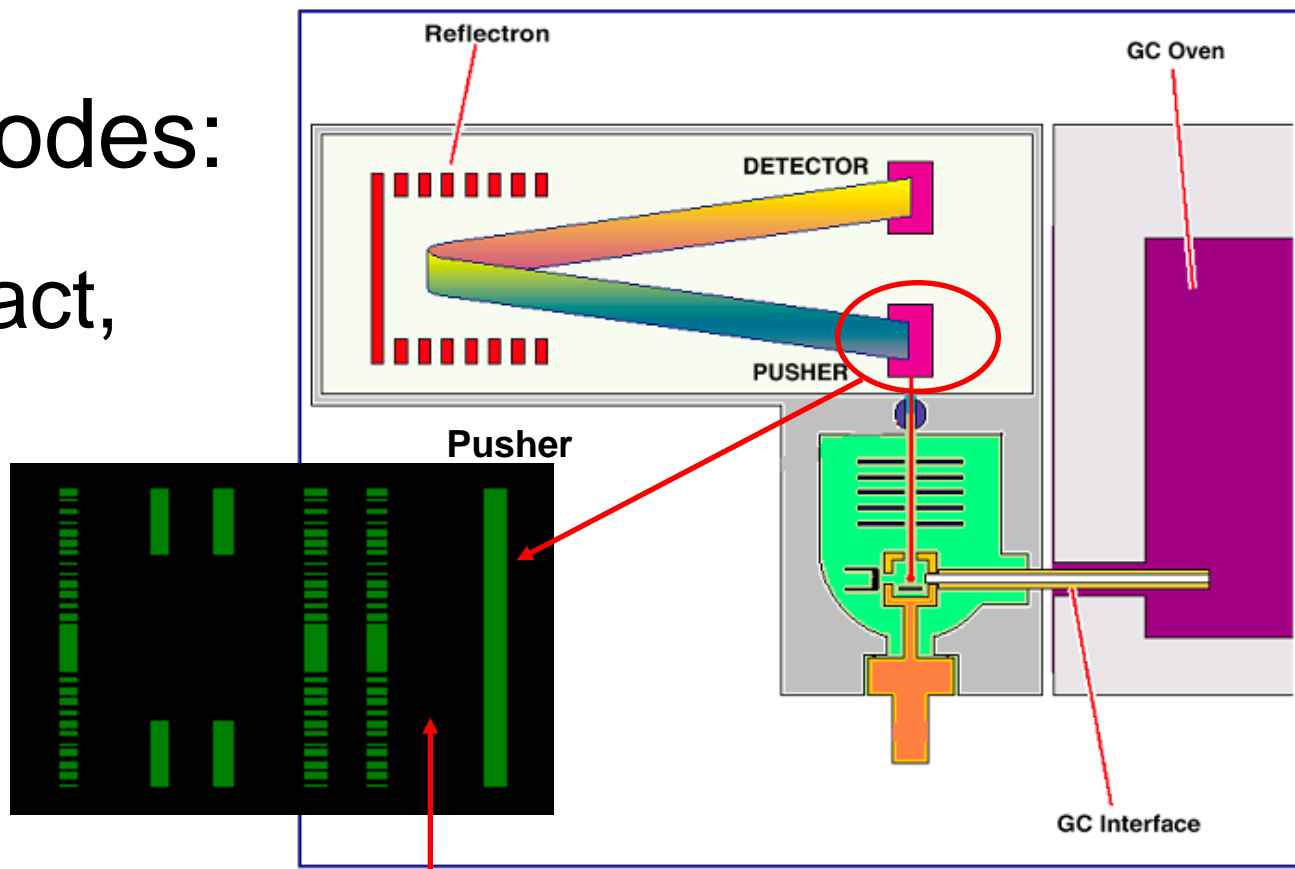 odes:
act,
Reflectron
GC Oven
DETECTOR
PUSHER
Pusher
GC Interface